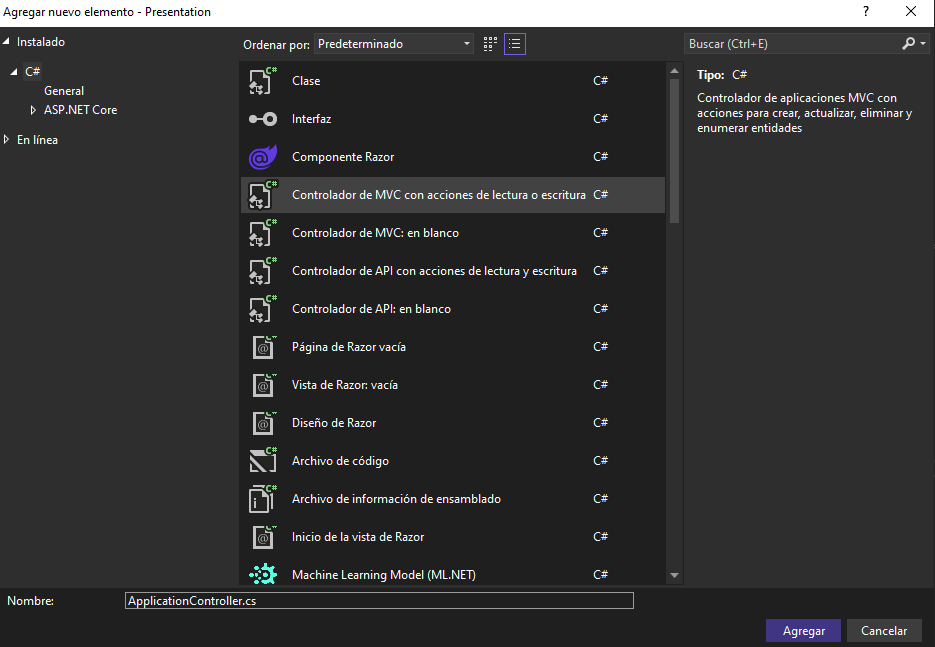 Agregar nuevo elemento - Presentation
?
Instalado
C#
General
ASP.NET Core
En línea
Ordenar por: Predeterminado
Buscar (Ctrl+E)
Clase C#
Interfaz C#
Componente Razor C#
Controlador de MVC con acciones de lectura o escritura C#
Controlador de MVC: en blanco C#
Controlador de API con acciones de lectura y escritura C#
Controlador de API: en blanco C#
Página de Razor vacía C#
Vista de Razor: vacía C#
Diseño de Razor C#
Archivo de código C#
Archivo de información de ensamblado C#
Inicio de la vista de Razor C#
Machine Learning Model (ML.NET) C#
Tipo: C#
Controlador de aplicaciones MVC con
acciones para crear, actualizar, eliminar y
enumerar entidades
Nombre: ApplicationController.cs
Agregar Cancelar